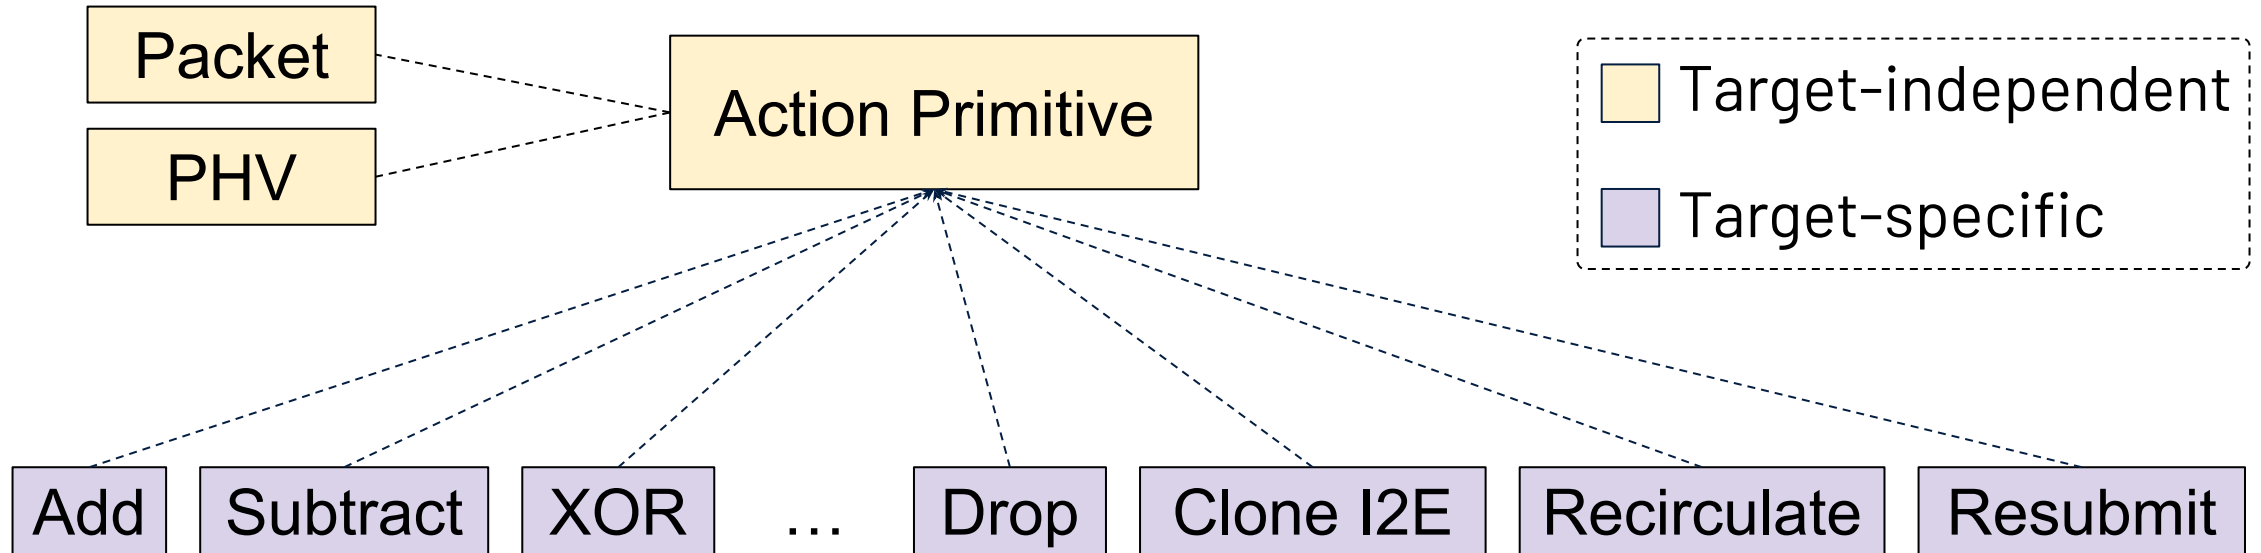 Packet
PHV
Action Primitive
Target-independent
Target-specific
Add
Subtract
XOR
...
Drop
Clone I2E
Recirculate
Resubmit